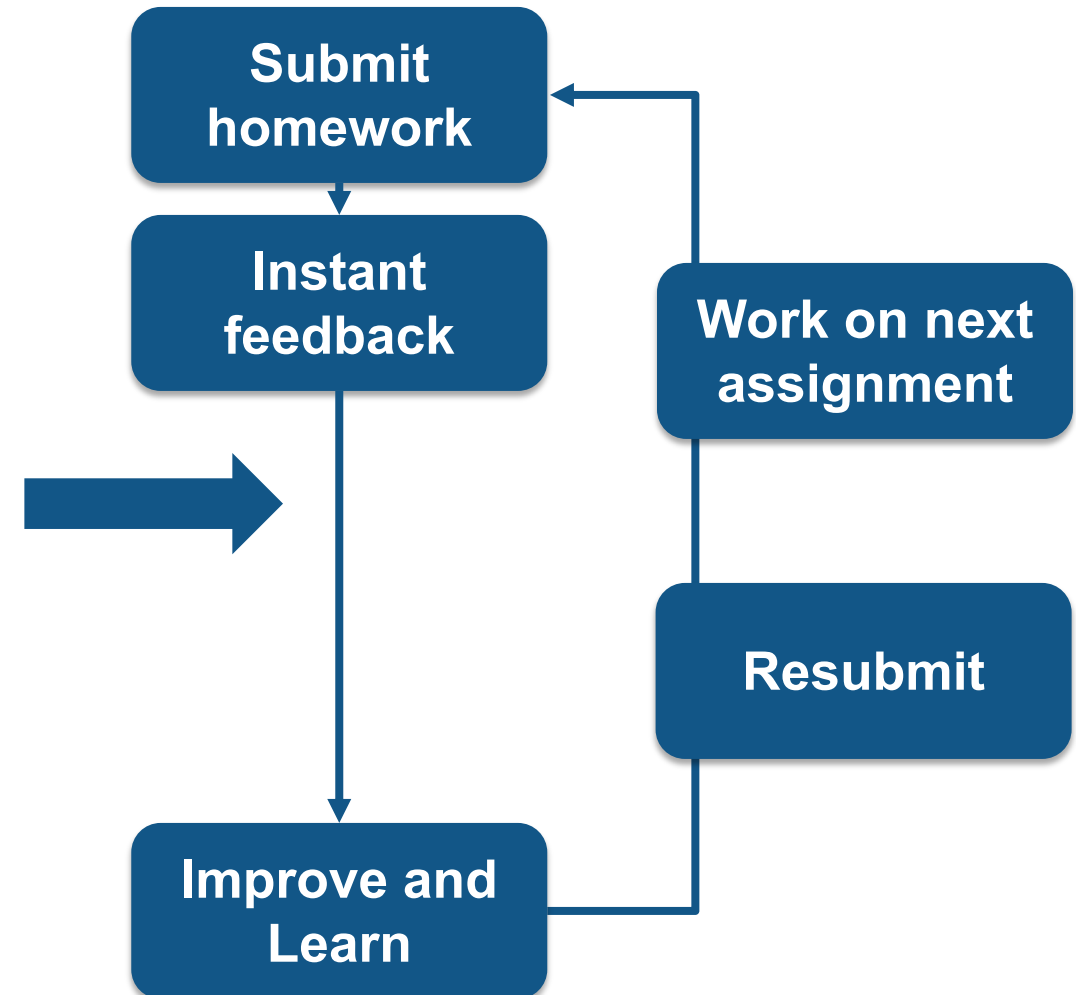 Submit
homework
Instant
feedback
Work on next
assignment
Resubmit
Improve and
Learn